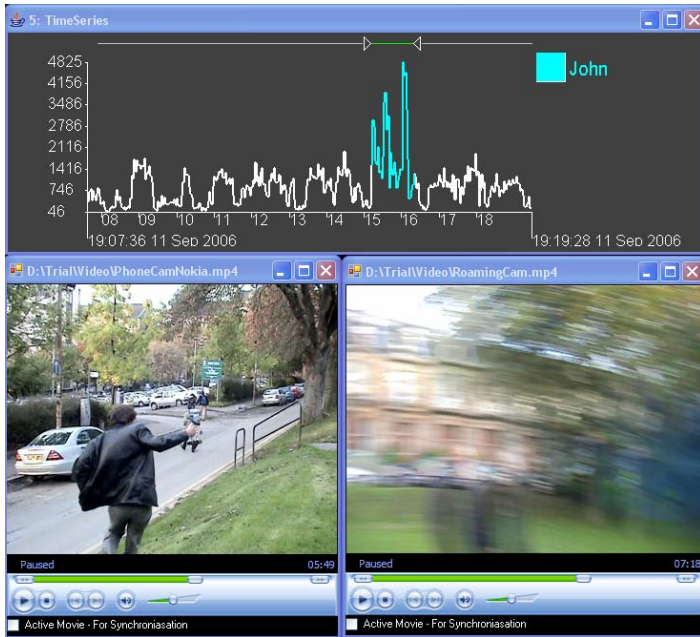 5: TimeSeries
4825
4156
3486
2786
2116
1416
746
46
John
'08 '09 '10 '11 '12 '13 '14 '15 '16 '17 '18
19:07:36 11 Sep 2006
19:19:28 11 Sep 2006
D:\Trial\Video\PhoneCamNokia.mp4
D:\Trial\Video\RoamingCam.mp4
Paused
05:49
Paused
07:18
Active Movie - For Synchroniasation
Active Movie - For Synchroniasation